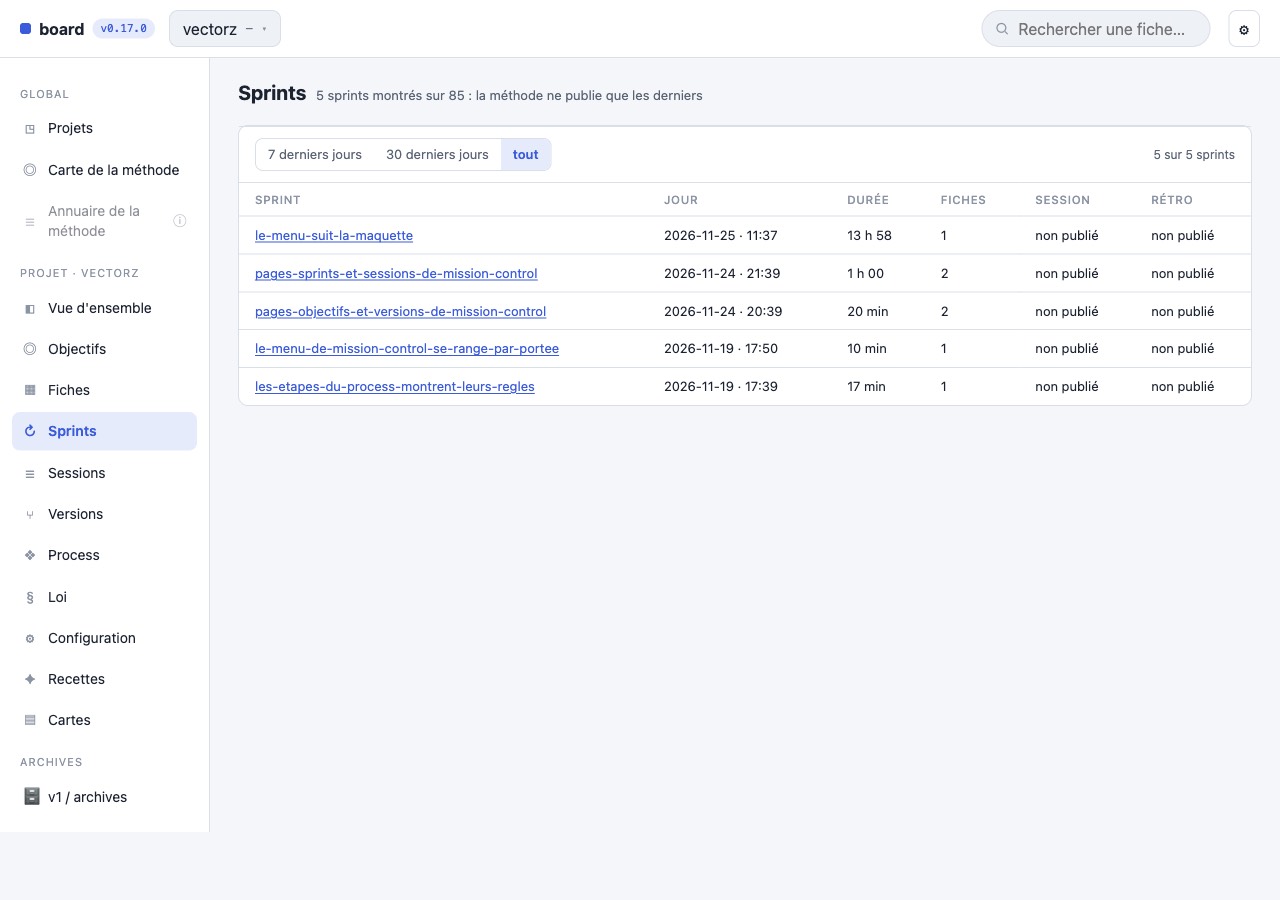 board v0.17.0 vectorz – Rechercher une fiche...
GLOBAL
Projets
Carte de la méthode
Annuaire de la
méthode
PROJET · VECTORZ
Vue d'ensemble
Objectifs
Fiches
Sprints
Sessions
Versions
Process
§ Loi
Configuration
Recettes
Cartes
ARCHIVES
v1 / archives
Sprints 5 sprints montrés sur 85 : la méthode ne publie que les derniers
7 derniers jours 30 derniers jours tout 5 sur 5 sprints
SPRINT JOUR DURÉE FICHES SESSION RÉTRO
le-menu-suit-la-maquette 2026-11-25 · 11:37 13 h 58 1 non publié non publié
pages-sprints-et-sessions-de-mission-control 2026-11-24 · 21:39 1 h 00 2 non publié non publié
pages-objectifs-et-versions-de-mission-control 2026-11-24 · 20:39 20 min 2 non publié non publié
le-menu-de-mission-control-se-range-par-portee 2026-11-19 · 17:50 10 min 1 non publié non publié
les-etapes-du-process-montrent-leurs-regles 2026-11-19 · 17:39 17 min 1 non publié non publié